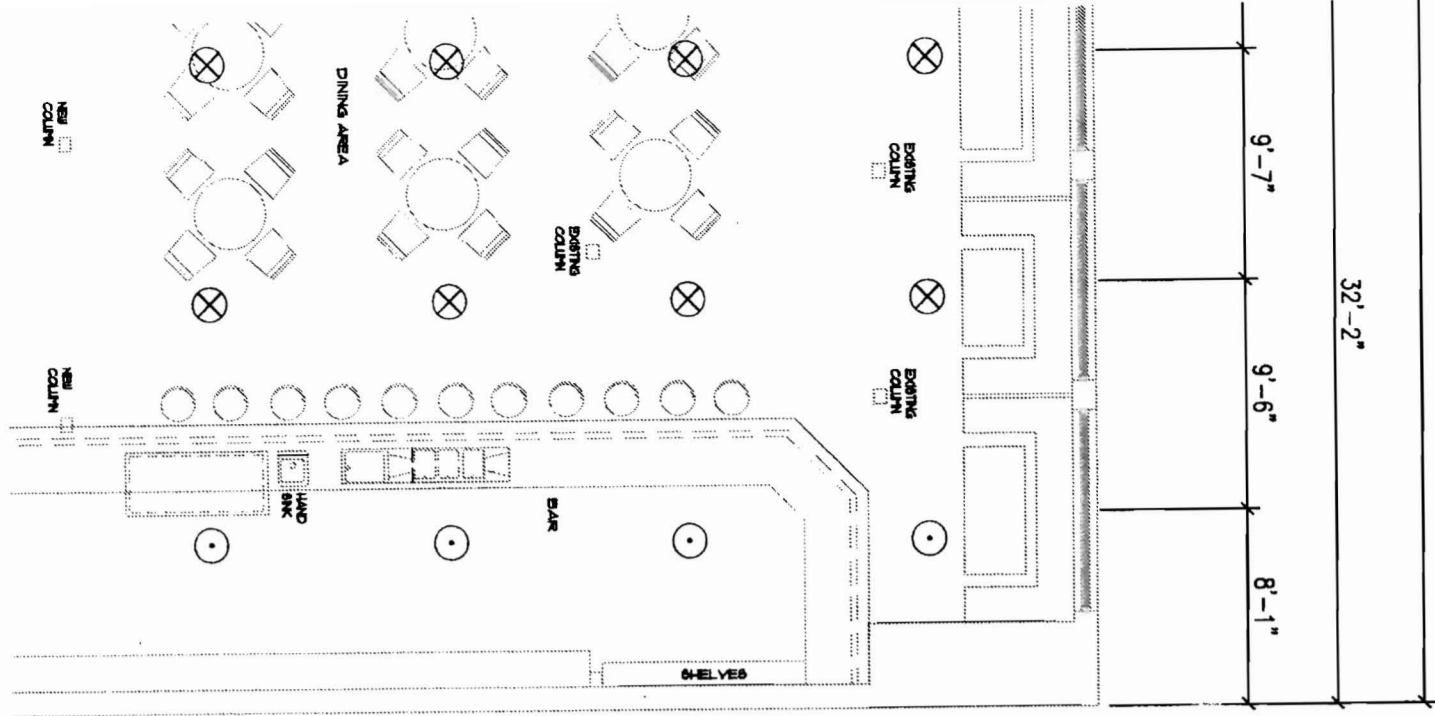 DINING AREA
NEW
COLUMN
EXISTING
COLUMN
EXISTING
COLUMN
9'-7"
32'-2"
NEW
COLUMN
EXISTING
COLUMN
9'-6"
HAND
SINK
BAR
8'-1"
SHELVES